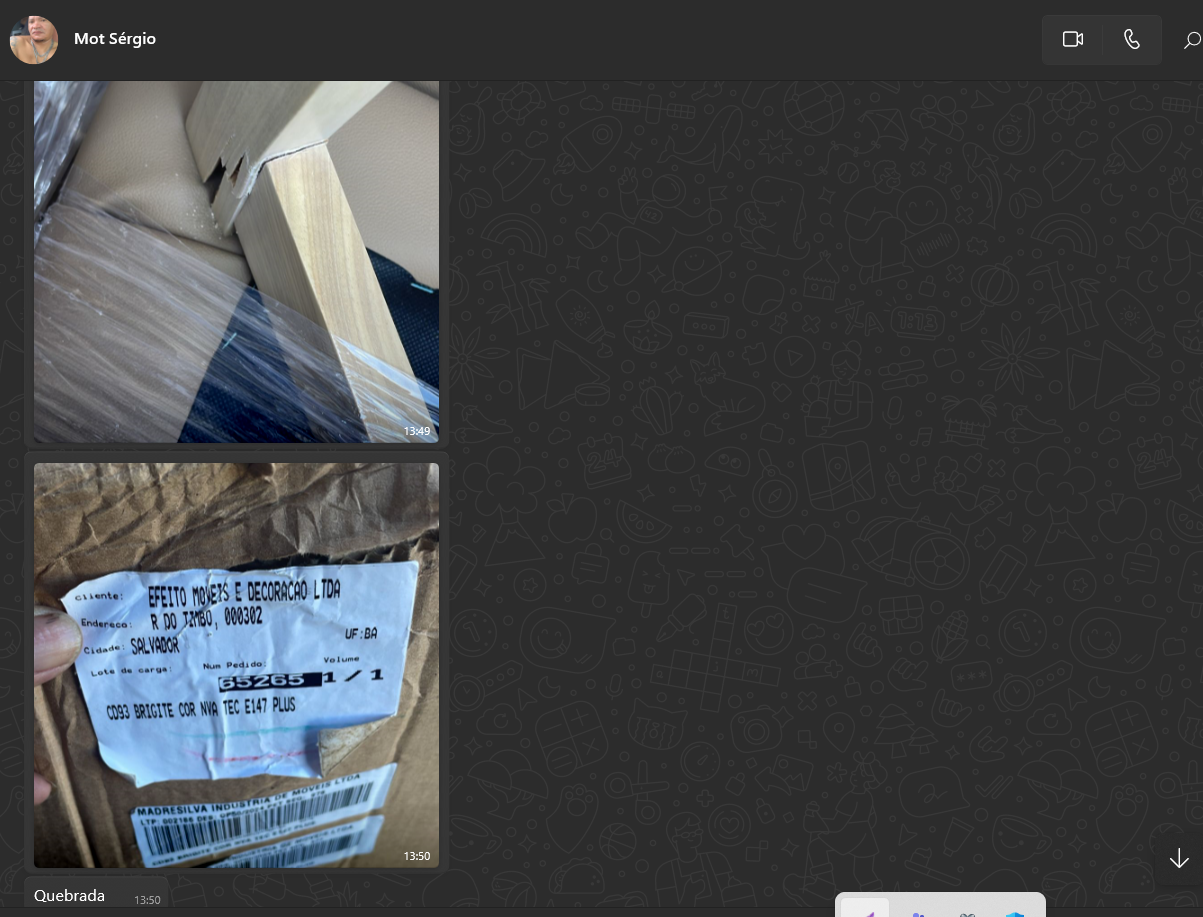 Mot Sérgio
13:49
Cliente: EFEITO MOVEIS E DECORACAO LTDA
Endereco: R DO TIMBO, 000302
Cidade: SALVADOR UF:BA
Lote de carga: Num Pedido: Volume
65265 1 / 1
CD93 BRIGITE COR NVA TEC E147 PLUS
MADRESILVA INDUSTRIA DE MOVEIS LTDA
13:50
Quebrada 13:50